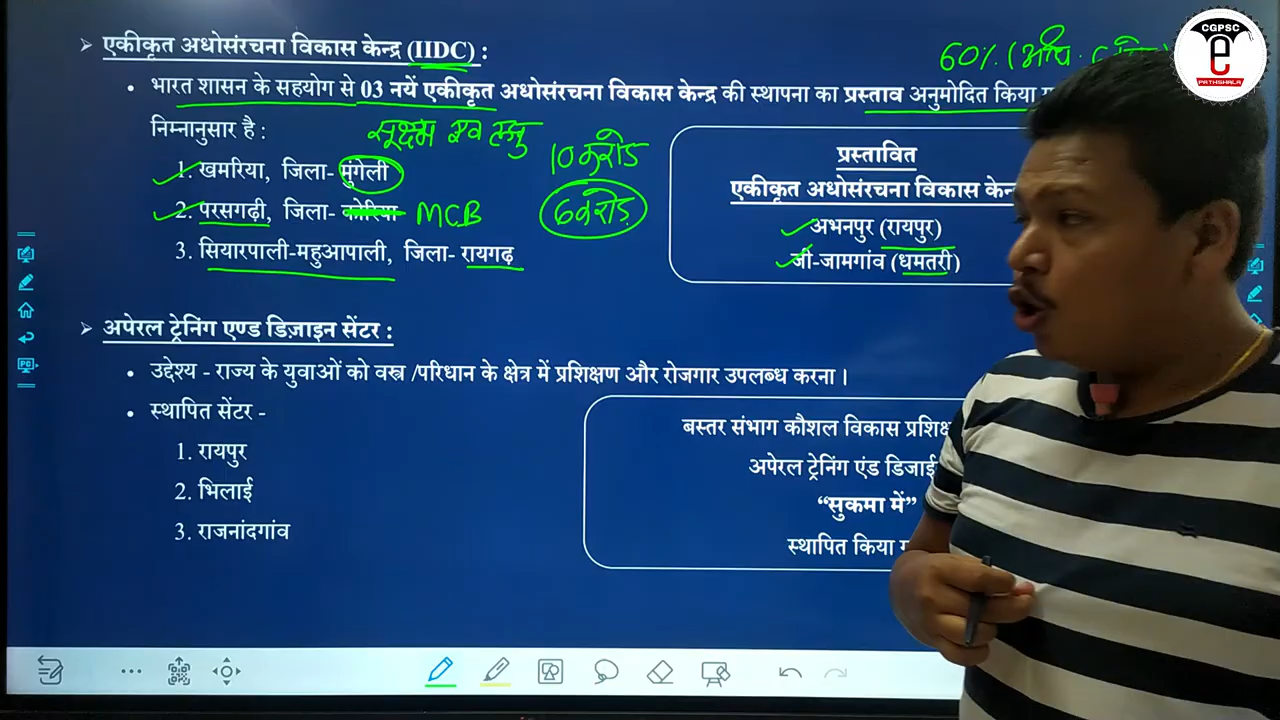 ➢ एकीकृत अधोसंरचना विकास केन्द्र (IIDC) :
60% (
• भारत शासन के सहयोग से 03 नयें एकीकृत अधोसंरचना विकास केन्द्र की स्थापना का प्रस्ताव अनुमोदित किया
निम्नानुसार है :
सूक्ष्म एव लघु
10 करोड
1. खमरिया, जिला- मुंगेली
2. परसगढ़ी, जिला- कोरिया MCB
6 करोड़
3. सियारपाली-महुआपाली, जिला- रायगढ़
प्रस्तावित
एकीकृत अधोसंरचना विकास केन
अभनपुर (रायपुर)
जी-जामगांव (धमतरी)
➢ अपेरल ट्रेनिंग एण्ड डिज़ाइन सेंटर :
• उद्देश्य - राज्य के युवाओं को वस्त्र /परिधान के क्षेत्र में प्रशिक्षण और रोजगार उपलब्ध करना ।
• स्थापित सेंटर -
1. रायपुर
2. भिलाई
3. राजनांदगांव
बस्तर संभाग कौशल विकास प्रशिक्ष
अपेरल ट्रेनिंग एंड डिजाई
“सुकमा में”
स्थापित किया
CGPSC
e
PATHSHALA
PC